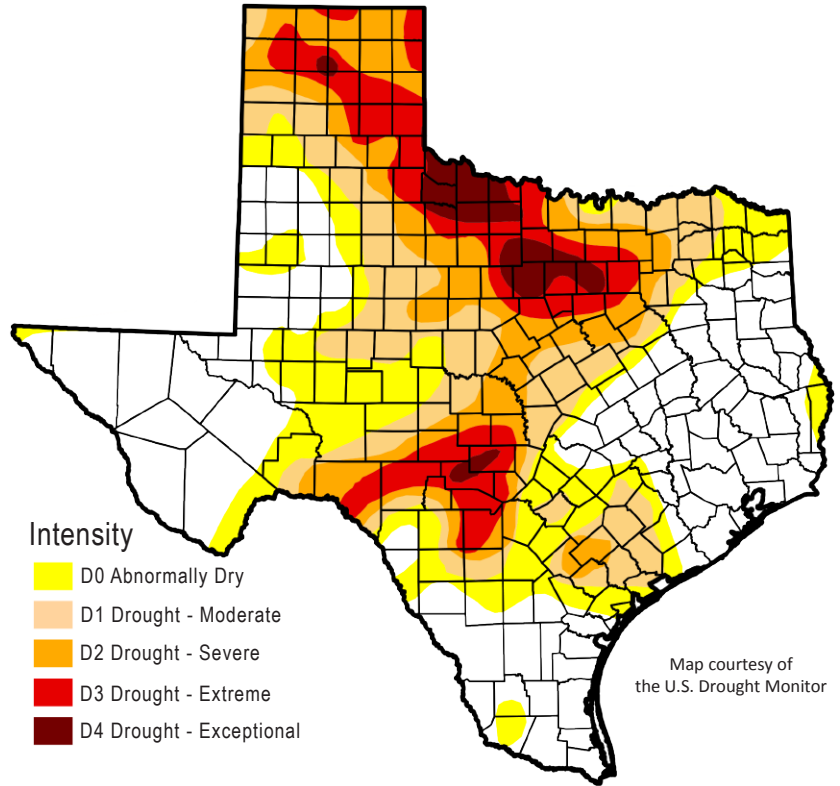 Intensity
D0 Abnormally Dry
D1 Drought - Moderate
D2 Drought - Severe
D3 Drought - Extreme
D4 Drought - Exceptional
Map courtesy of
the U.S. Drought Monitor